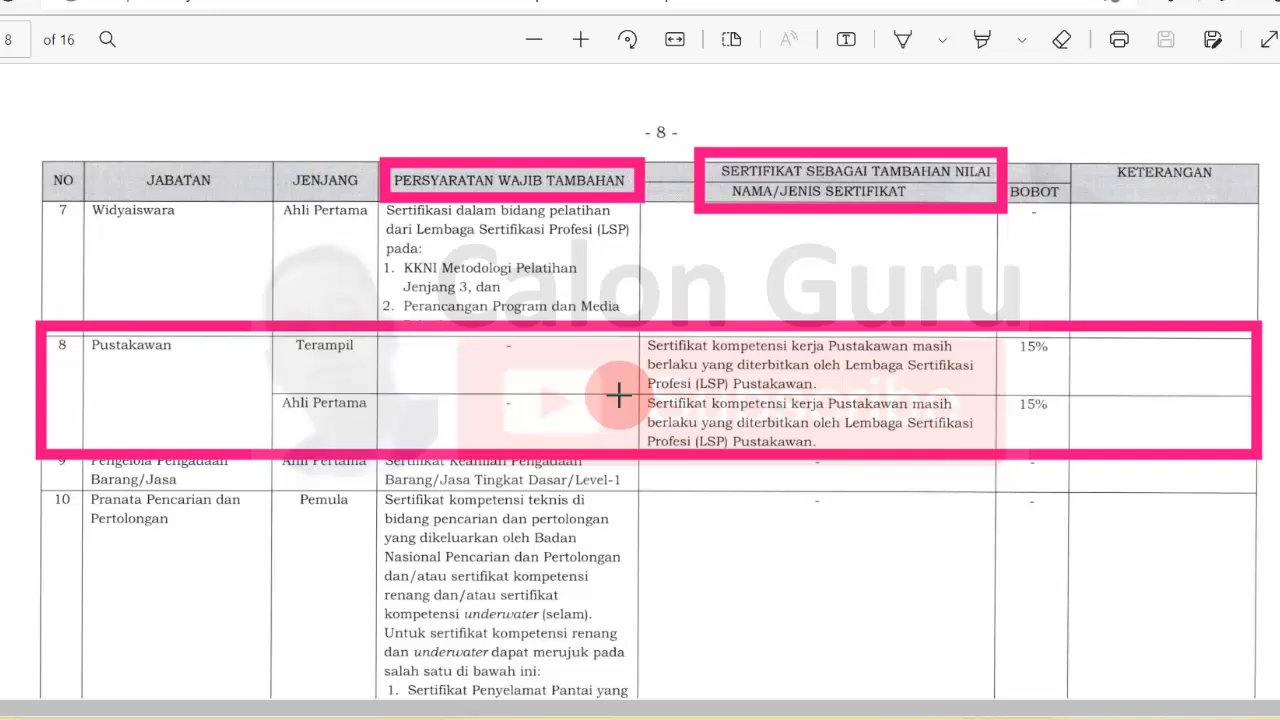 8 of 16
- 8 -
NO JABATAN JENJANG PERSYARATAN WAJIB TAMBAHAN SERTIFIKAT SEBAGAI TAMBAHAN NILAI KETERANGAN
NAMA/JENIS SERTIFIKAT BOBOT
7 Widyaiswara Ahli Pertama Sertifikasi dalam bidang pelatihan -
dari Lembaga Sertifikasi Profesi (LSP)
pada:
1. KKNI Metodologi Pelatihan
Jenjang 3, dan
2. Perancangan Program dan Media
Calon Guru
8 Pustakawan Terampil - Sertifikat kompetensi kerja Pustakawan masih 15%
berlaku yang diterbitkan oleh Lembaga Sertifikasi
Profesi (LSP) Pustakawan.
Ahli Pertama - Sertifikat kompetensi kerja Pustakawan masih 15%
berlaku yang diterbitkan oleh Lembaga Sertifikasi
Profesi (LSP) Pustakawan.
9 Pengelola Pengadaan Ahli Pertama Sertifikat Keahlian Pengadaan - -
Barang/Jasa Barang/Jasa Tingkat Dasar/Level-1
10 Pranata Pencarian dan Pemula Sertifikat kompetensi teknis di - -
Pertolongan bidang pencarian dan pertolongan
yang dikeluarkan oleh Badan
Nasional Pencarian dan Pertolongan
dan/atau sertifikat kompetensi
renang dan/atau sertifikat
kompetensi underwater (selam).
Untuk sertifikat kompetensi renang
dan underwater dapat merujuk pada
salah satu di bawah ini:
1. Sertifikat Penyelamat Pantai yang